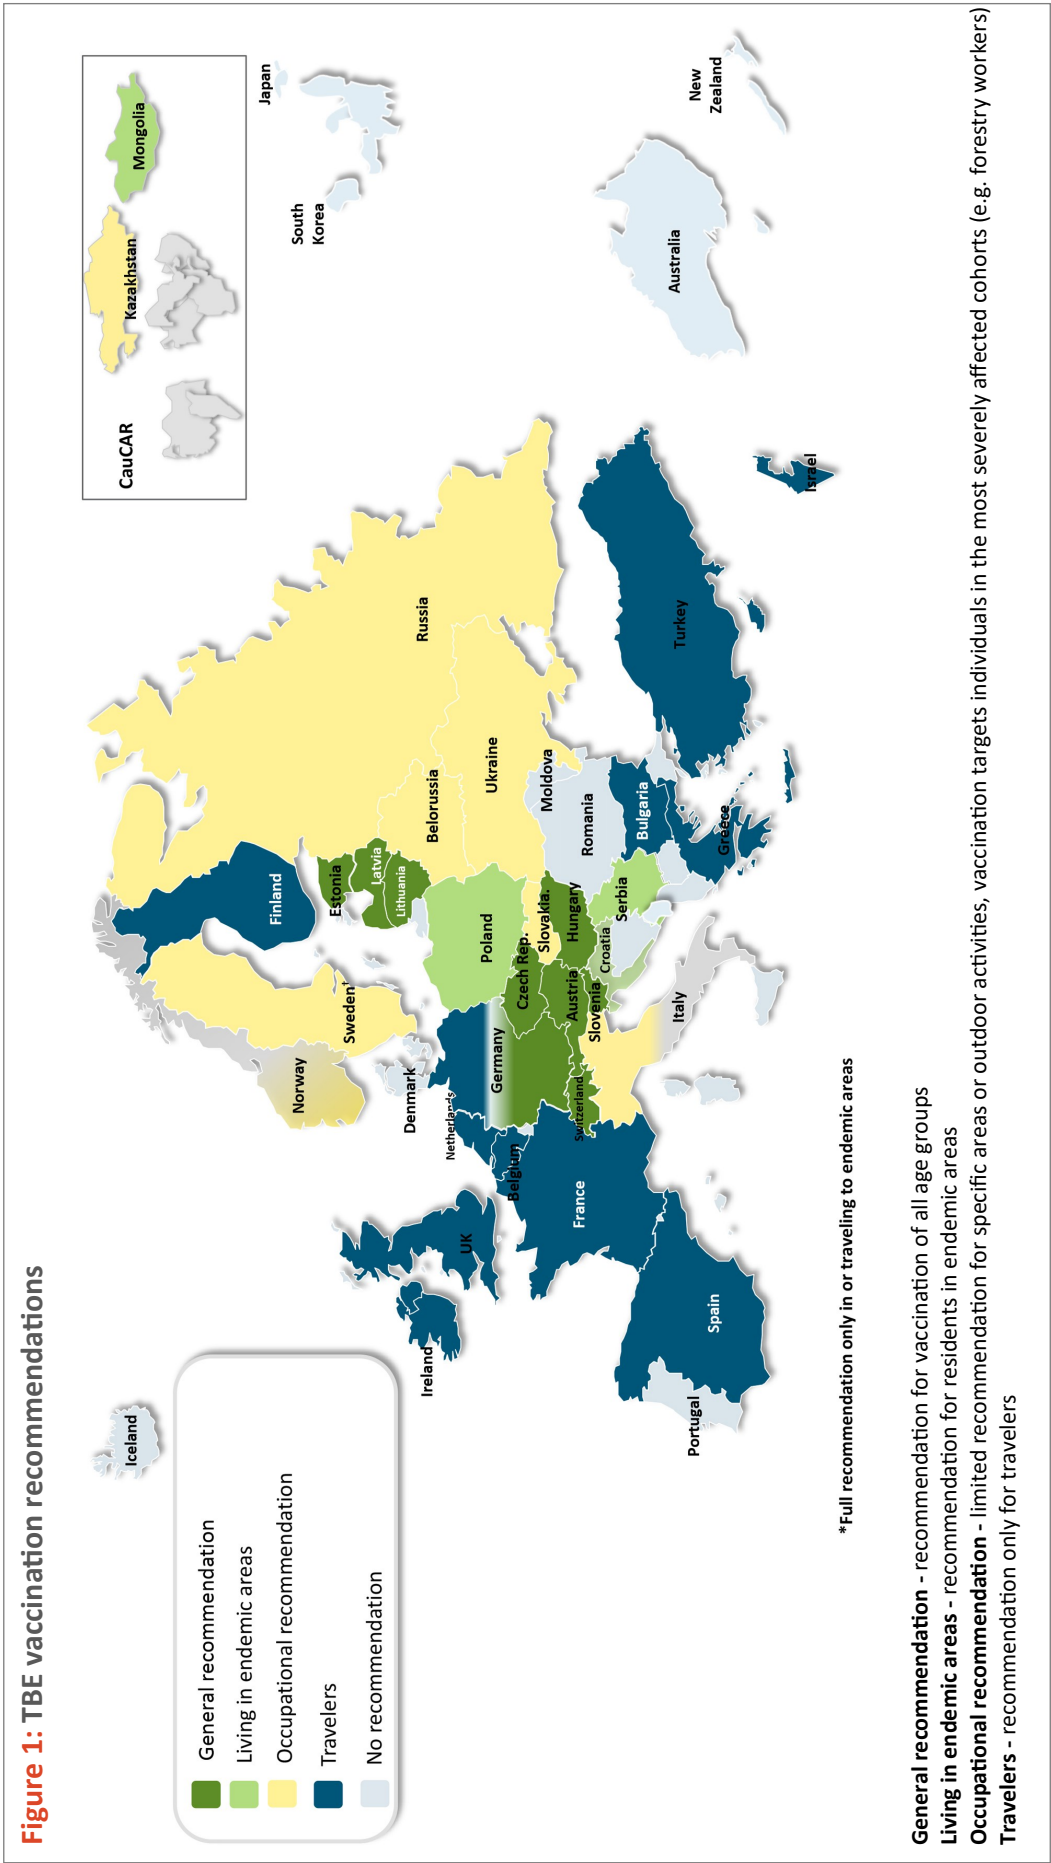 Figure 1: TBE vaccination recommendations
General recommendation
Living in endemic areas
Occupational recommendation
Travelers
No recommendation
Iceland
Norway
Sweden†
Finland
Russia
Estonia
Latvia
Lithuania
Denmark
Ireland
UK
Netherlands
Belgium
Germany
Poland
Belorussia
Ukraine
Czech Rep.
Slovakia.
Moldova
France
Switzerland
Austria
Hungary
Slovenia
Croatia
Romania
Serbia
Bulgaria
Portugal
Spain
Italy
Greece
Turkey
Israel
CauCAR
Kazakhstan
Mongolia
Japan
South
Korea
Australia
New
Zealand
*Full recommendation only in or traveling to endemic areas
General recommendation - recommendation for vaccination of all age groups
Living in endemic areas - recommendation for residents in endemic areas
Occupational recommendation - limited recommendation for specific areas or outdoor activities, vaccination targets individuals in the most severely affected cohorts (e.g. forestry workers)
Travelers - recommendation only for travelers